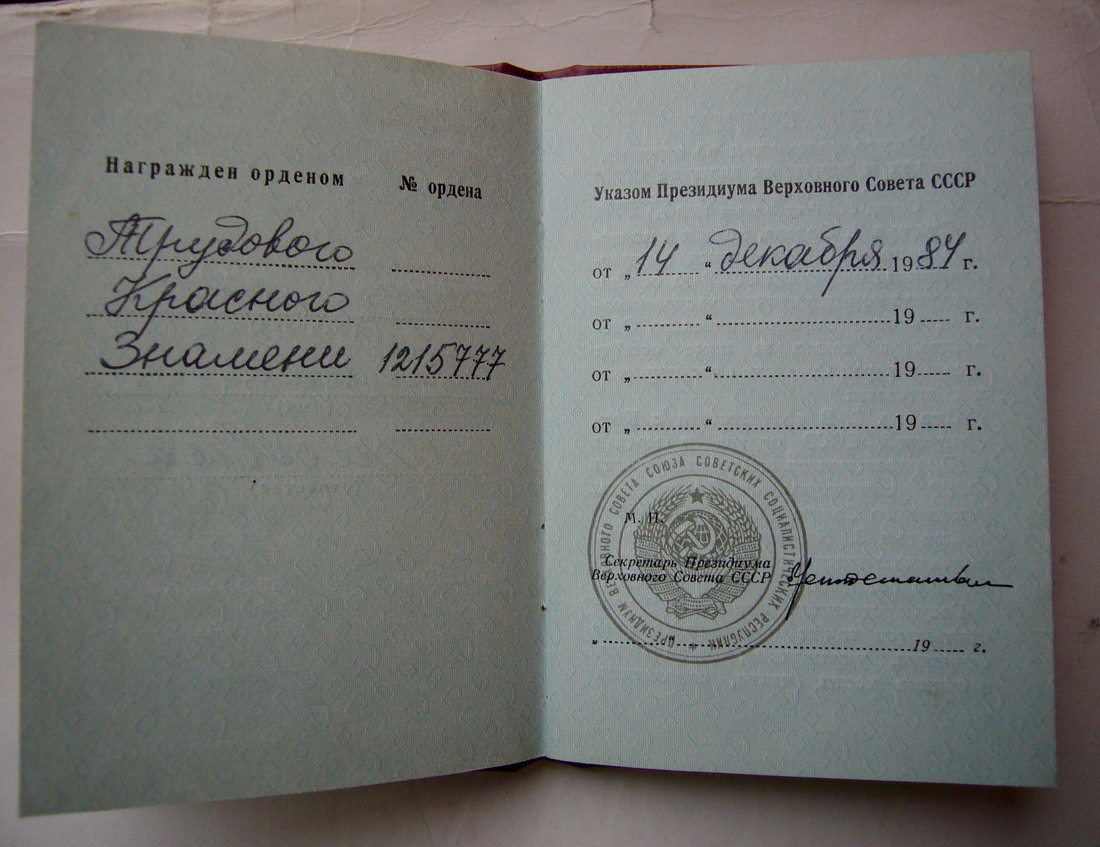 Награжден орденом
№ ордена
Трудового
Красного
Знамени 1215777
Указом Президиума Верховного Совета СССР
от „ 14 “ декабря 1984 г.
от „ “ 19 г.
от „ “ 19 г.
от „ “ 19 г.
ПРЕЗИДИУМ ВЕРХОВНОГО СОВЕТА СОЮЗА СОВЕТСКИХ СОЦИАЛИСТИЧЕСКИХ РЕСПУБЛИК
М. П.
Секретарь Президиума
Верховного Совета СССР
„ “ 19 г.